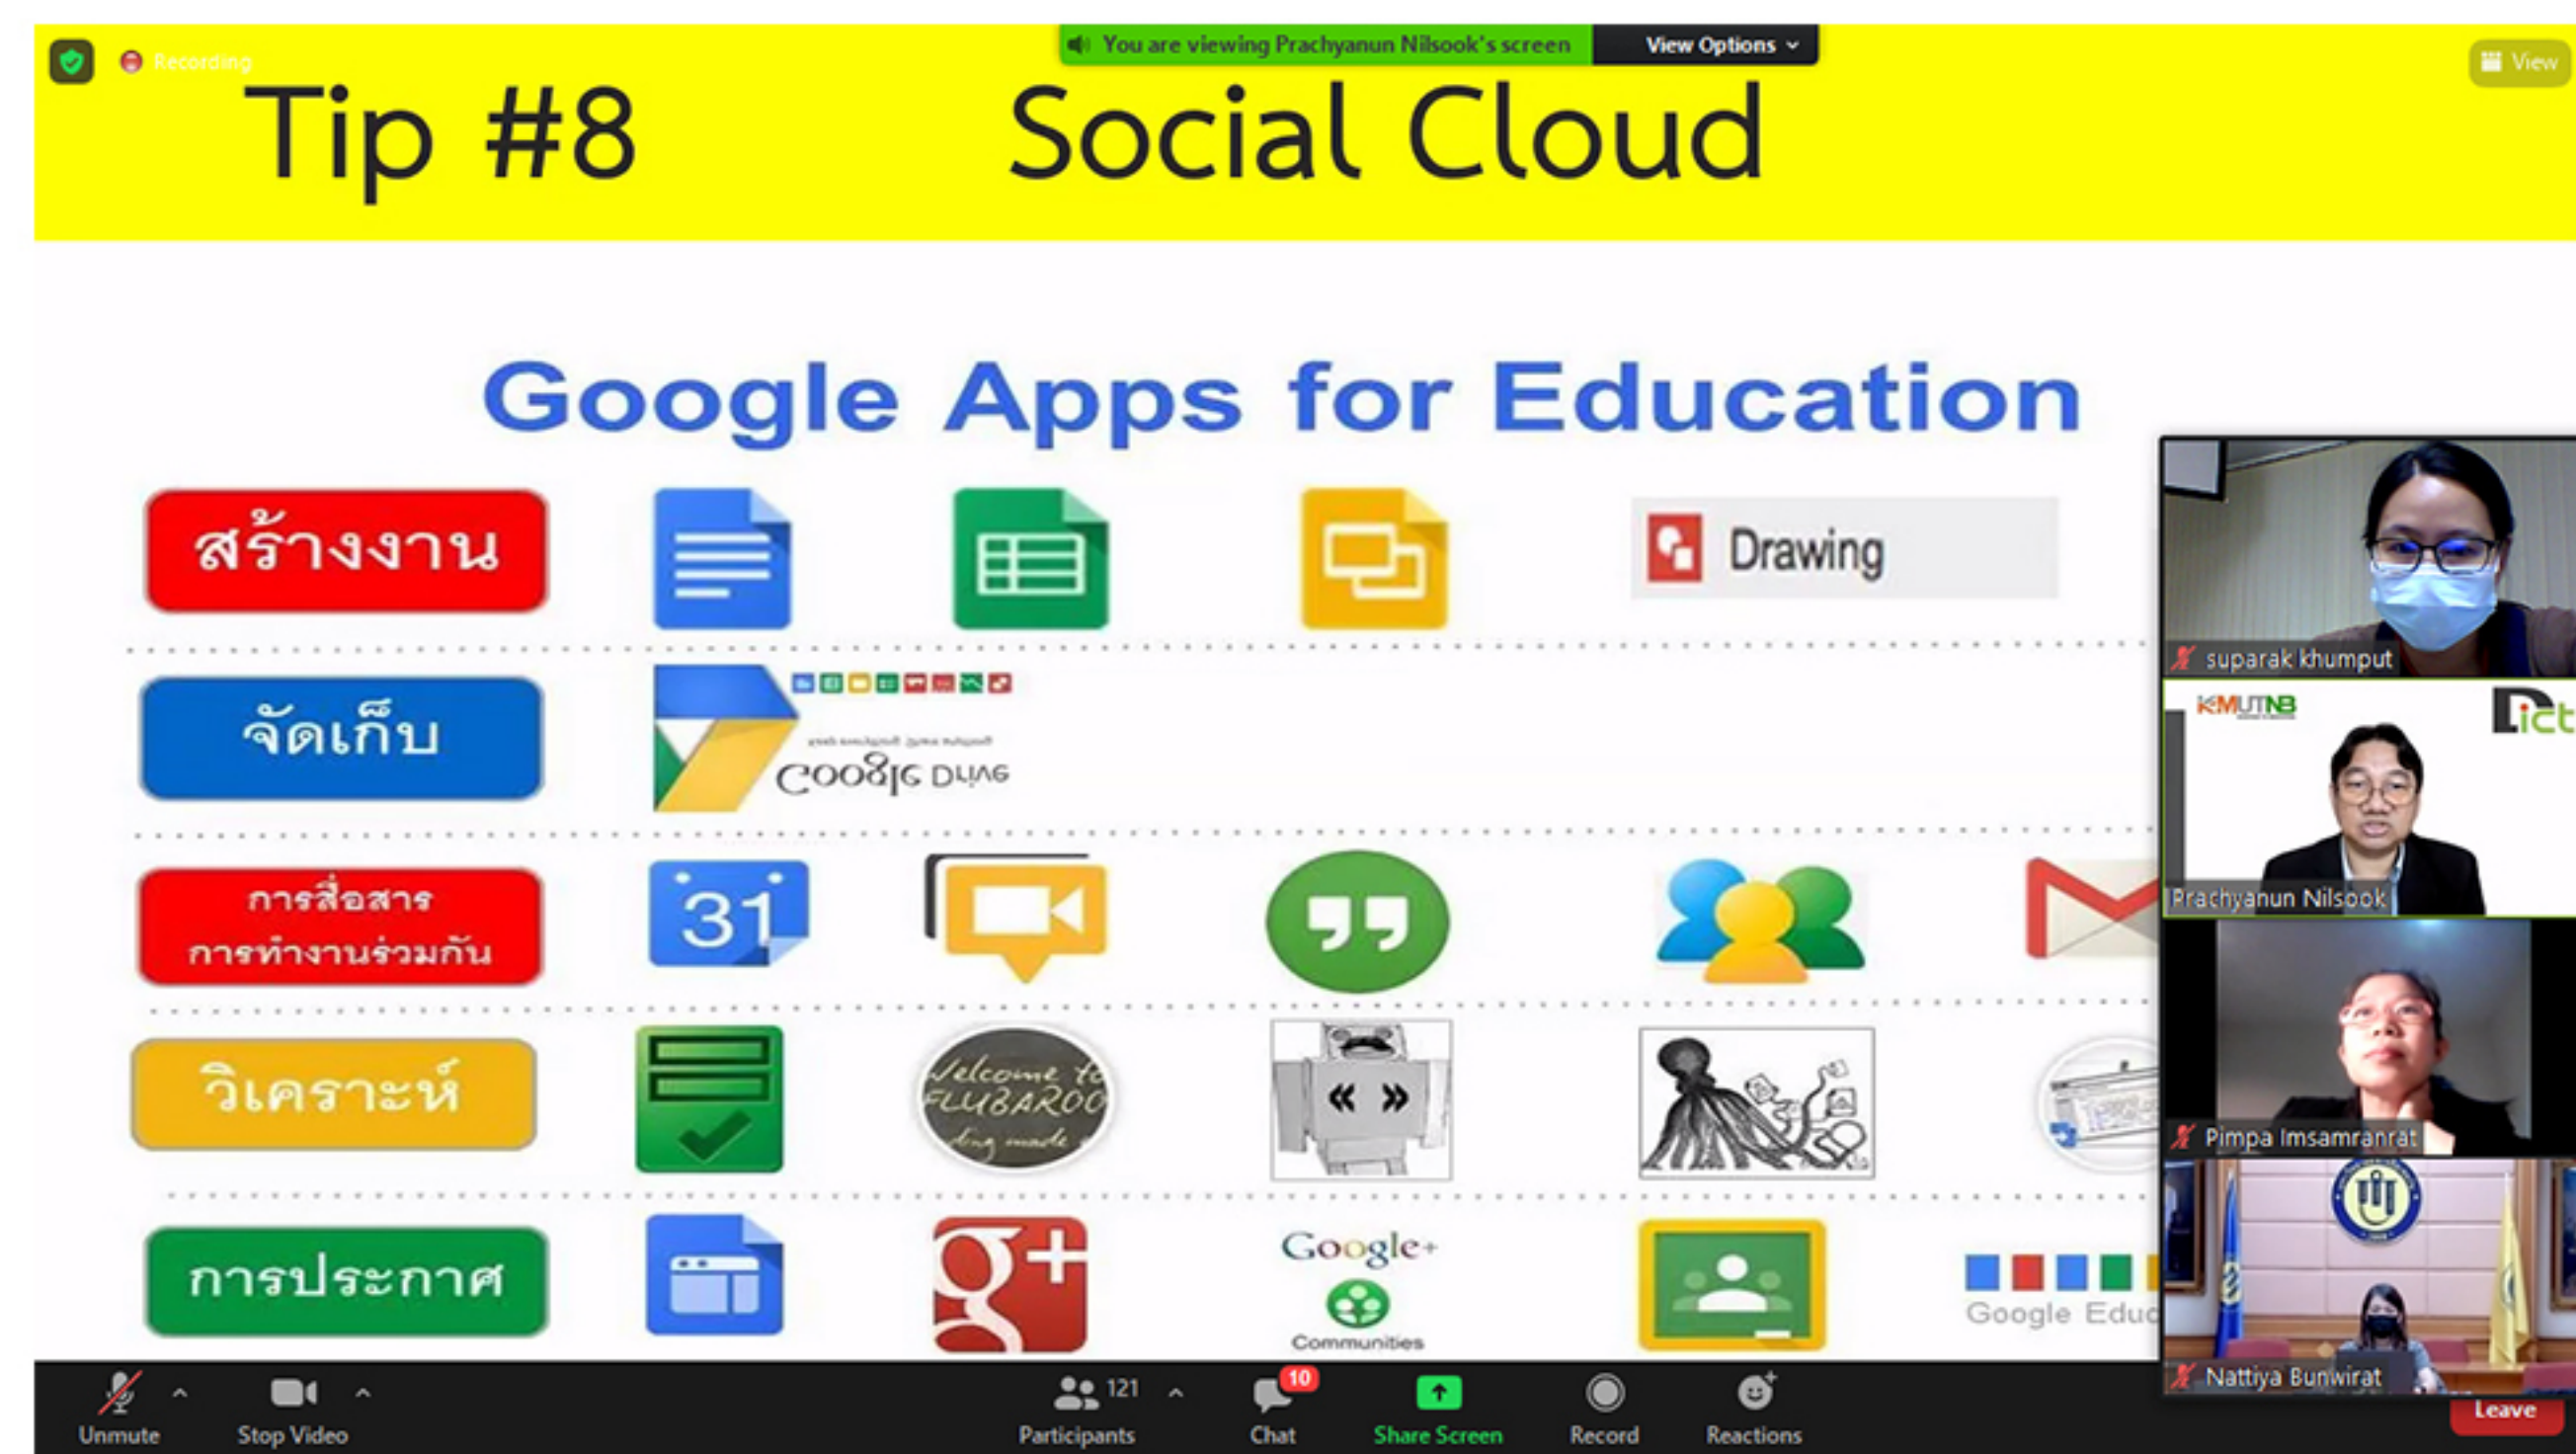 Recording
You are viewing Prachyanun Nilsook's screen
View Options
View
Tip #8 Social Cloud
Google Apps for Education
สร้างงาน
Drawing
จัดเก็บ
Google Drive
การสื่อสาร
การทำงานร่วมกัน
31
วิเคราะห์
Welcome to
FLUBAROO
การประกาศ
g+
Google+
Communities
Google Educ
suparak khumput
KMUTNB
Dict
Prachyanun Nilsook
Pimpa Imsamranrat
Nattiya Bunwirat
Unmute
Stop Video
121
Participants
10
Chat
Share Screen
Record
Reactions
Leave